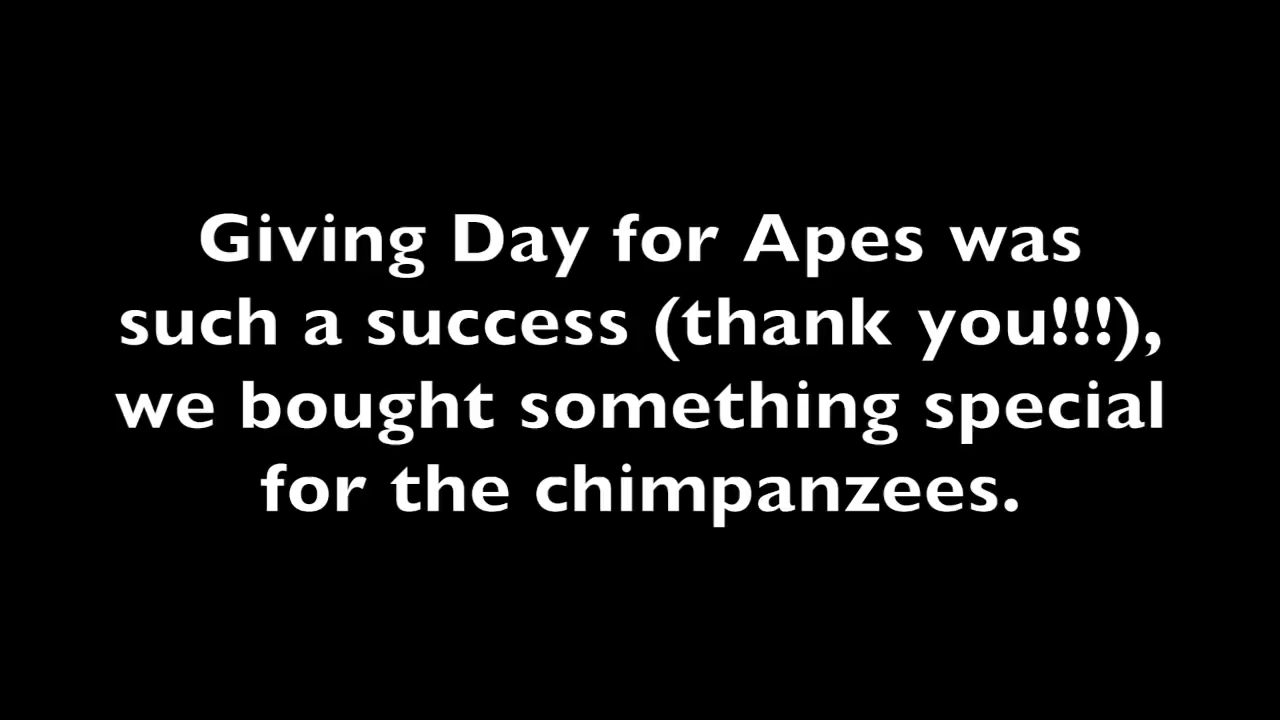 Giving Day for Apes was
such a success (thank you!!!),
we bought something special
for the chimpanzees.